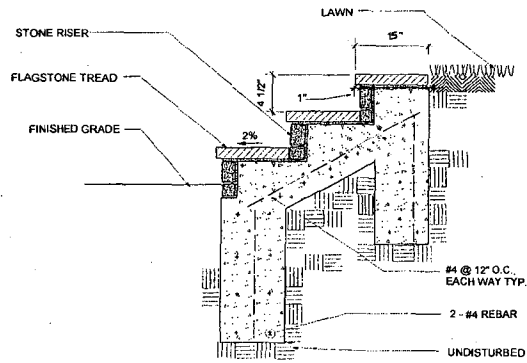 LAWN
15"
STONE RISER
4 1/2"
1"
FLAGSTONE TREAD
2%
FINISHED GRADE
#4 @ 12" O.C.,
EACH WAY TYP.
2 - #4 REBAR
UNDISTURBED